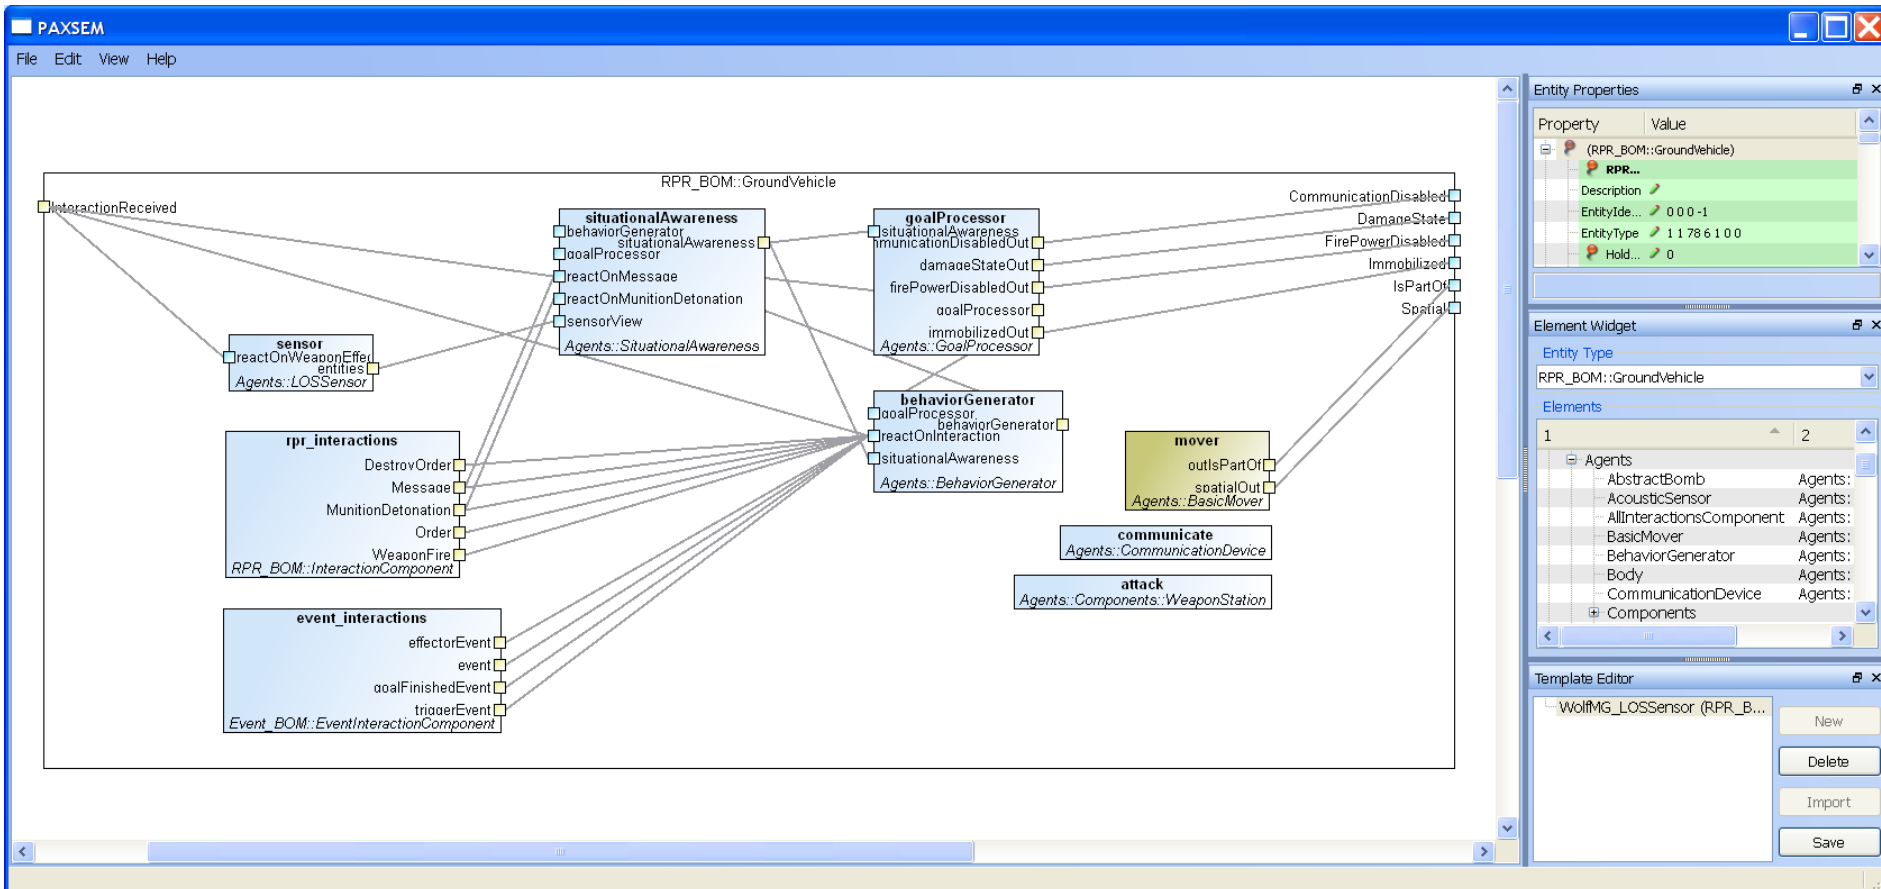 PAXSEM
File Edit View Help
RPR_BOM::GroundVehicle
InteractionReceived
CommunicationDisabled
DamageState
FirePowerDisabled
Immobilized
IsPartOf
Spatial
situationalAwareness
behaviorGenerator
situationalAwareness
goalProcessor
reactOnMessage
reactOnMunitionDetonation
sensorView
Agents::SituationalAwareness
goalProcessor
situationalAwareness
nmunicationDisabledOut
damageStateOut
firePowerDisabledOut
goalProcessor
immobilizedOut
Agents::GoalProcessor
sensor
reactOnWeaponEffec
entities
Agents::LOSSensor
behaviorGenerator
goalProcessor
behaviorGenerator
reactOnInteraction
situationalAwareness
Agents::BehaviorGenerator
rpr_interactions
DestroyOrder
Message
MunitionDetonation
Order
WeaponFire
RPR_BOM::InteractionComponent
mover
outIsPartOf
spatialOut
Agents::BasicMover
communicate
Agents::CommunicationDevice
attack
Agents::Components::WeaponStation
event_interactions
effectorEvent
event
goalFinishedEvent
triggerEvent
Event_BOM::EventInteractionComponent
Entity Properties
Property Value
(RPR_BOM::GroundVehicle)
RPR...
Description
EntityIde... 0 0 0 -1
EntityType 1 1 78 6 1 0 0
Hold... 0
Element Widget
Entity Type
RPR_BOM::GroundVehicle
Elements
1 2
Agents
AbstractBomb Agents:
AcousticSensor Agents:
AllInteractionsComponent Agents:
BasicMover Agents:
BehaviorGenerator Agents:
Body Agents:
CommunicationDevice Agents:
Components
Template Editor
WolfMG_LOSSensor (RPR_B...
New
Delete
Import
Save